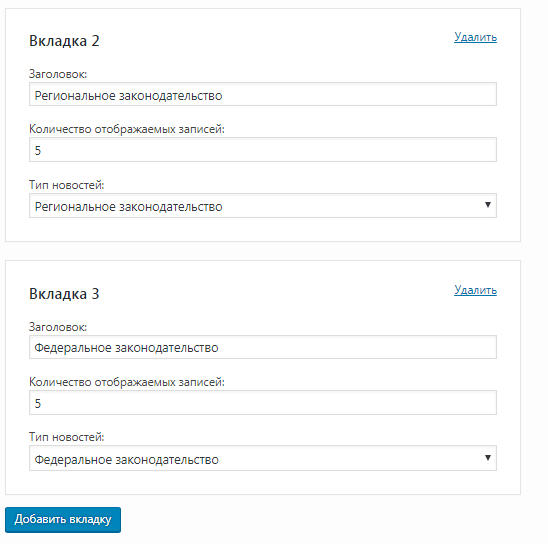 Вкладка 2
Удалить
Заголовок:
Региональное законодательство
Количество отображаемых записей:
5
Тип новостей:
Региональное законодательство
Вкладка 3
Удалить
Заголовок:
Федеральное законодательство
Количество отображаемых записей:
5
Тип новостей:
Федеральное законодательство
Добавить вкладку